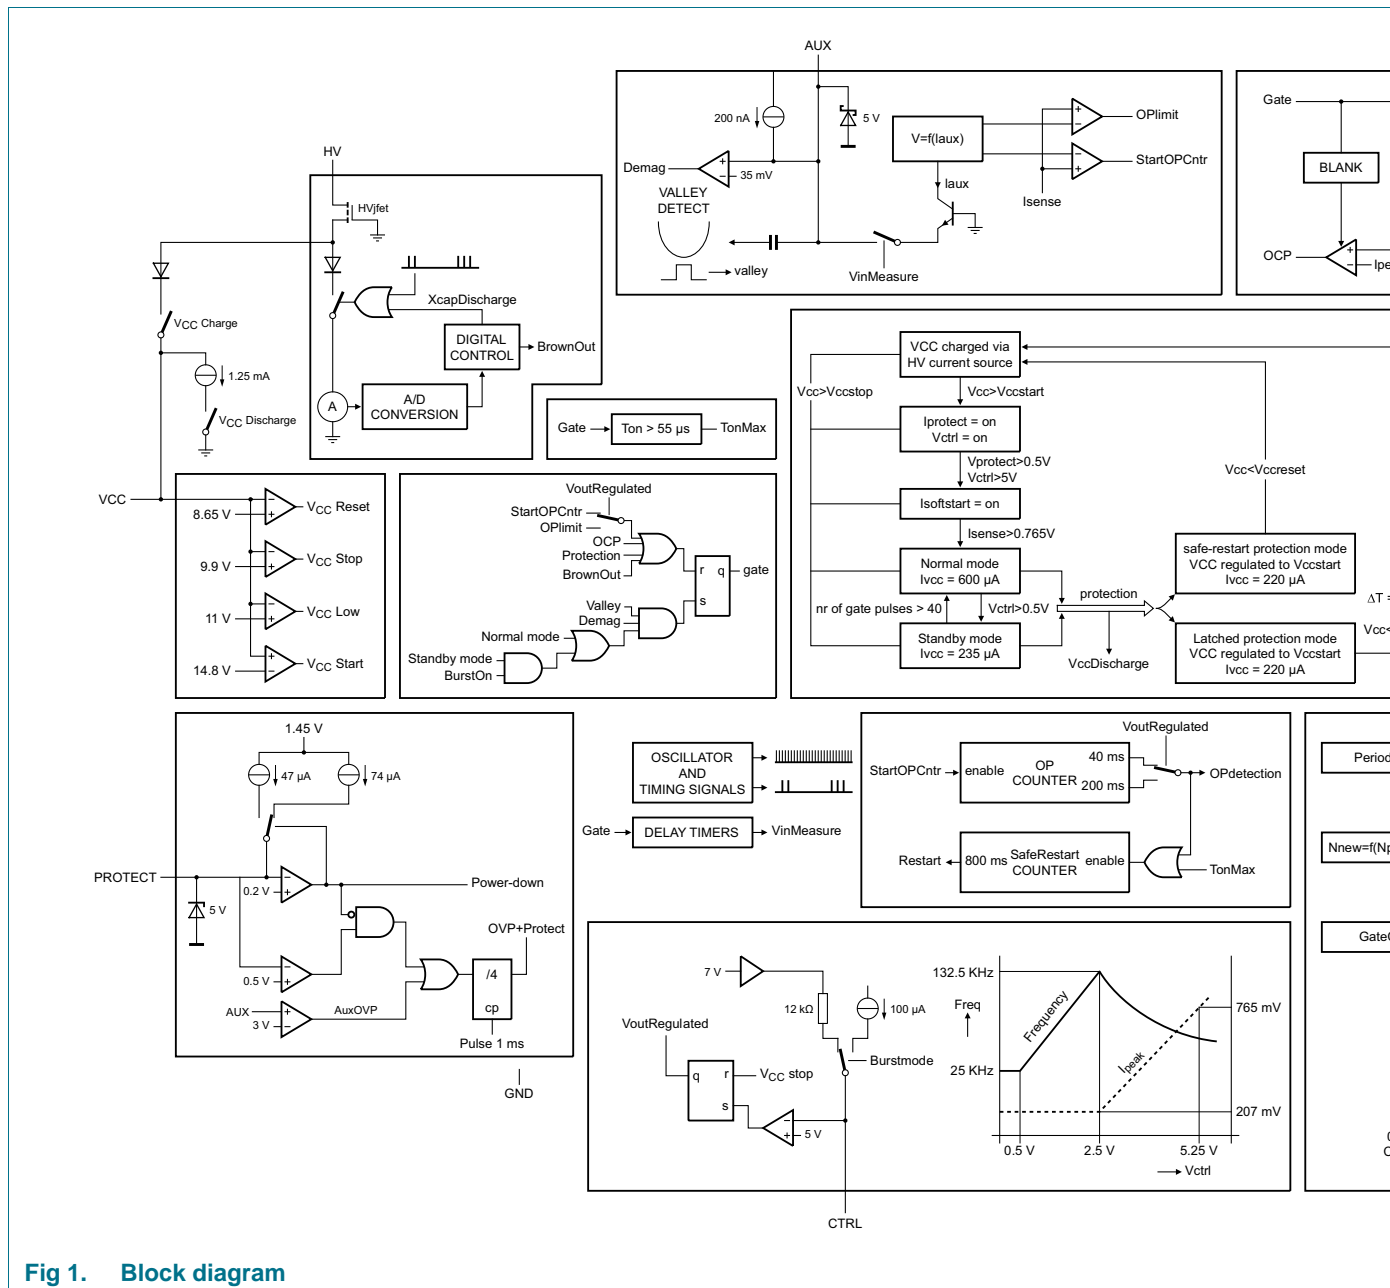 AUX
200 nA
5 V
V=f(Iaux)
OPlimit
Demag
35 mV
StartOPCntr
VALLEY
DETECT
Iaux
Isense
valley
VinMeasure
Gate
BLANK
OCP
HV
HVjfet
XcapDischarge
DIGITAL
CONTROL
BrownOut
A
A/D
CONVERSION
VCC Charge
1.25 mA
VCC Discharge
Gate
Ton > 55 µs
TonMax
VCC charged via
HV current source
Vcc>Vccstop
Vcc>Vccstart
Iprotect = on
Vctrl = on
Vprotect>0.5V
Vctrl>5V
Vcc<Vccreset
Isoftstart = on
Isense>0.765V
Normal mode
Ivcc = 600 µA
nr of gate pulses > 40
Vctrl>0.5V
Standby mode
Ivcc = 235 µA
protection
VccDischarge
safe-restart protection mode
VCC regulated to Vccstart
Ivcc = 220 µA
Latched protection mode
VCC regulated to Vccstart
Ivcc = 220 µA
ΔT =
VCC
8.65 V
VCC Reset
9.9 V
VCC Stop
11 V
VCC Low
14.8 V
VCC Start
VoutRegulated
StartOPCntr
OPlimit
OCP
Protection
BrownOut
r
q
gate
s
Valley
Demag
Normal mode
Standby mode
BurstOn
1.45 V
47 µA
74 µA
PROTECT
0.2 V
Power-down
5 V
OVP+Protect
0.5 V
/4
AUX
AuxOVP
cp
3 V
Pulse 1 ms
GND
OSCILLATOR
AND
TIMING SIGNALS
Gate
DELAY TIMERS
VinMeasure
VoutRegulated
StartOPCntr
enable
OP
COUNTER
40 ms
200 ms
OPdetection
Restart
800 ms
SafeRestart
COUNTER
enable
TonMax
7 V
12 kΩ
100 µA
VoutRegulated
Burstmode
q
r
VCC stop
s
5 V
CTRL
132.5 KHz
Freq
Frequency
25 KHz
Ipeak
765 mV
207 mV
0.5 V
2.5 V
5.25 V
Vctrl
Fig 1. Block diagram